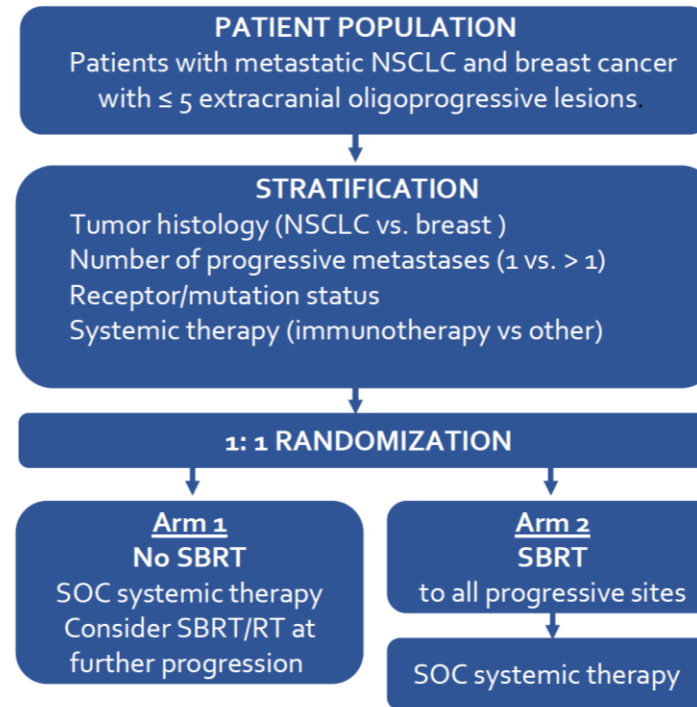 PATIENT POPULATION
Patients with metastatic NSCLC and breast cancer
with ≤ 5 extracranial oligoprogressive lesions.
STRATIFICATION
Tumor histology (NSCLC vs. breast )
Number of progressive metastases (1 vs. > 1)
Receptor/mutation status
Systemic therapy (immunotherapy vs other)
1: 1 RANDOMIZATION
Arm 1
No SBRT
SOC systemic therapy
Consider SBRT/RT at
further progression
Arm 2
SBRT
to all progressive sites
SOC systemic therapy